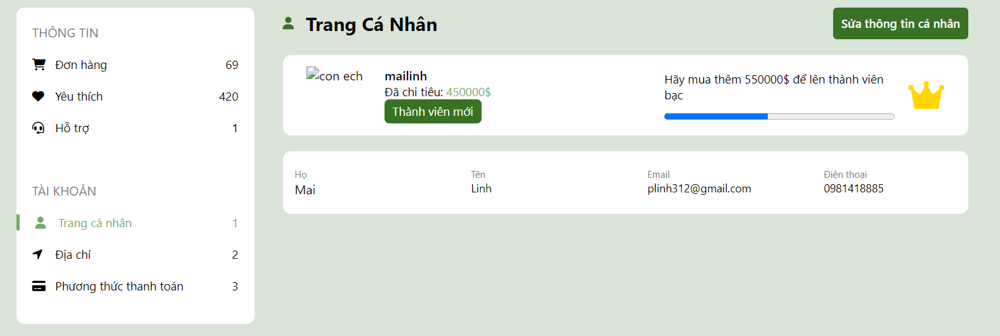 THÔNG TIN
Đơn hàng 69
Yêu thích 420
Hỗ trợ 1
TÀI KHOẢN
Trang cá nhân 1
Địa chỉ 2
Phương thức thanh toán 3
Trang Cá Nhân
Sửa thông tin cá nhân
con ech
mailinh
Đã chi tiêu: 450000$
Thành viên mới
Hãy mua thêm 550000$ để lên thành viên
bạc
Họ
Mai
Tên
Linh
Email
plinh312@gmail.com
Điện thoại
0981418885